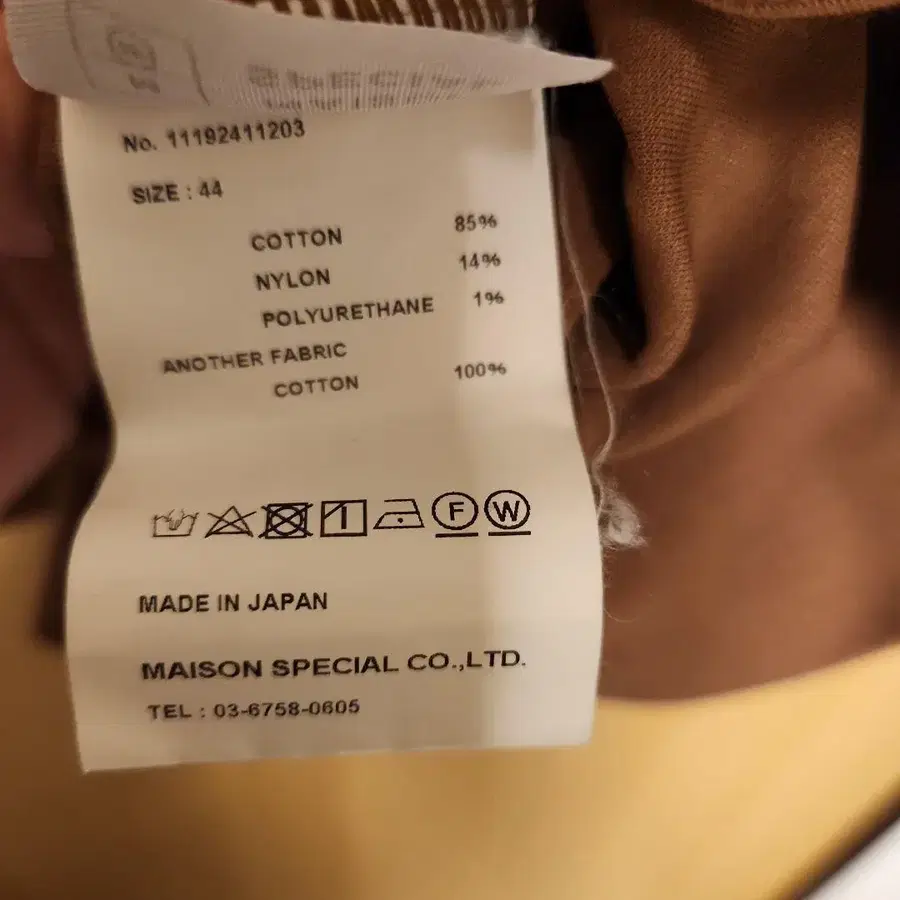 No. 11192411203
SIZE : 44
COTTON 85%
NYLON 14%
POLYURETHANE 1%
ANOTHER FABRIC
COTTON 100%
F W
MADE IN JAPAN
MAISON SPECIAL CO.,LTD.
TEL : 03-6758-0605